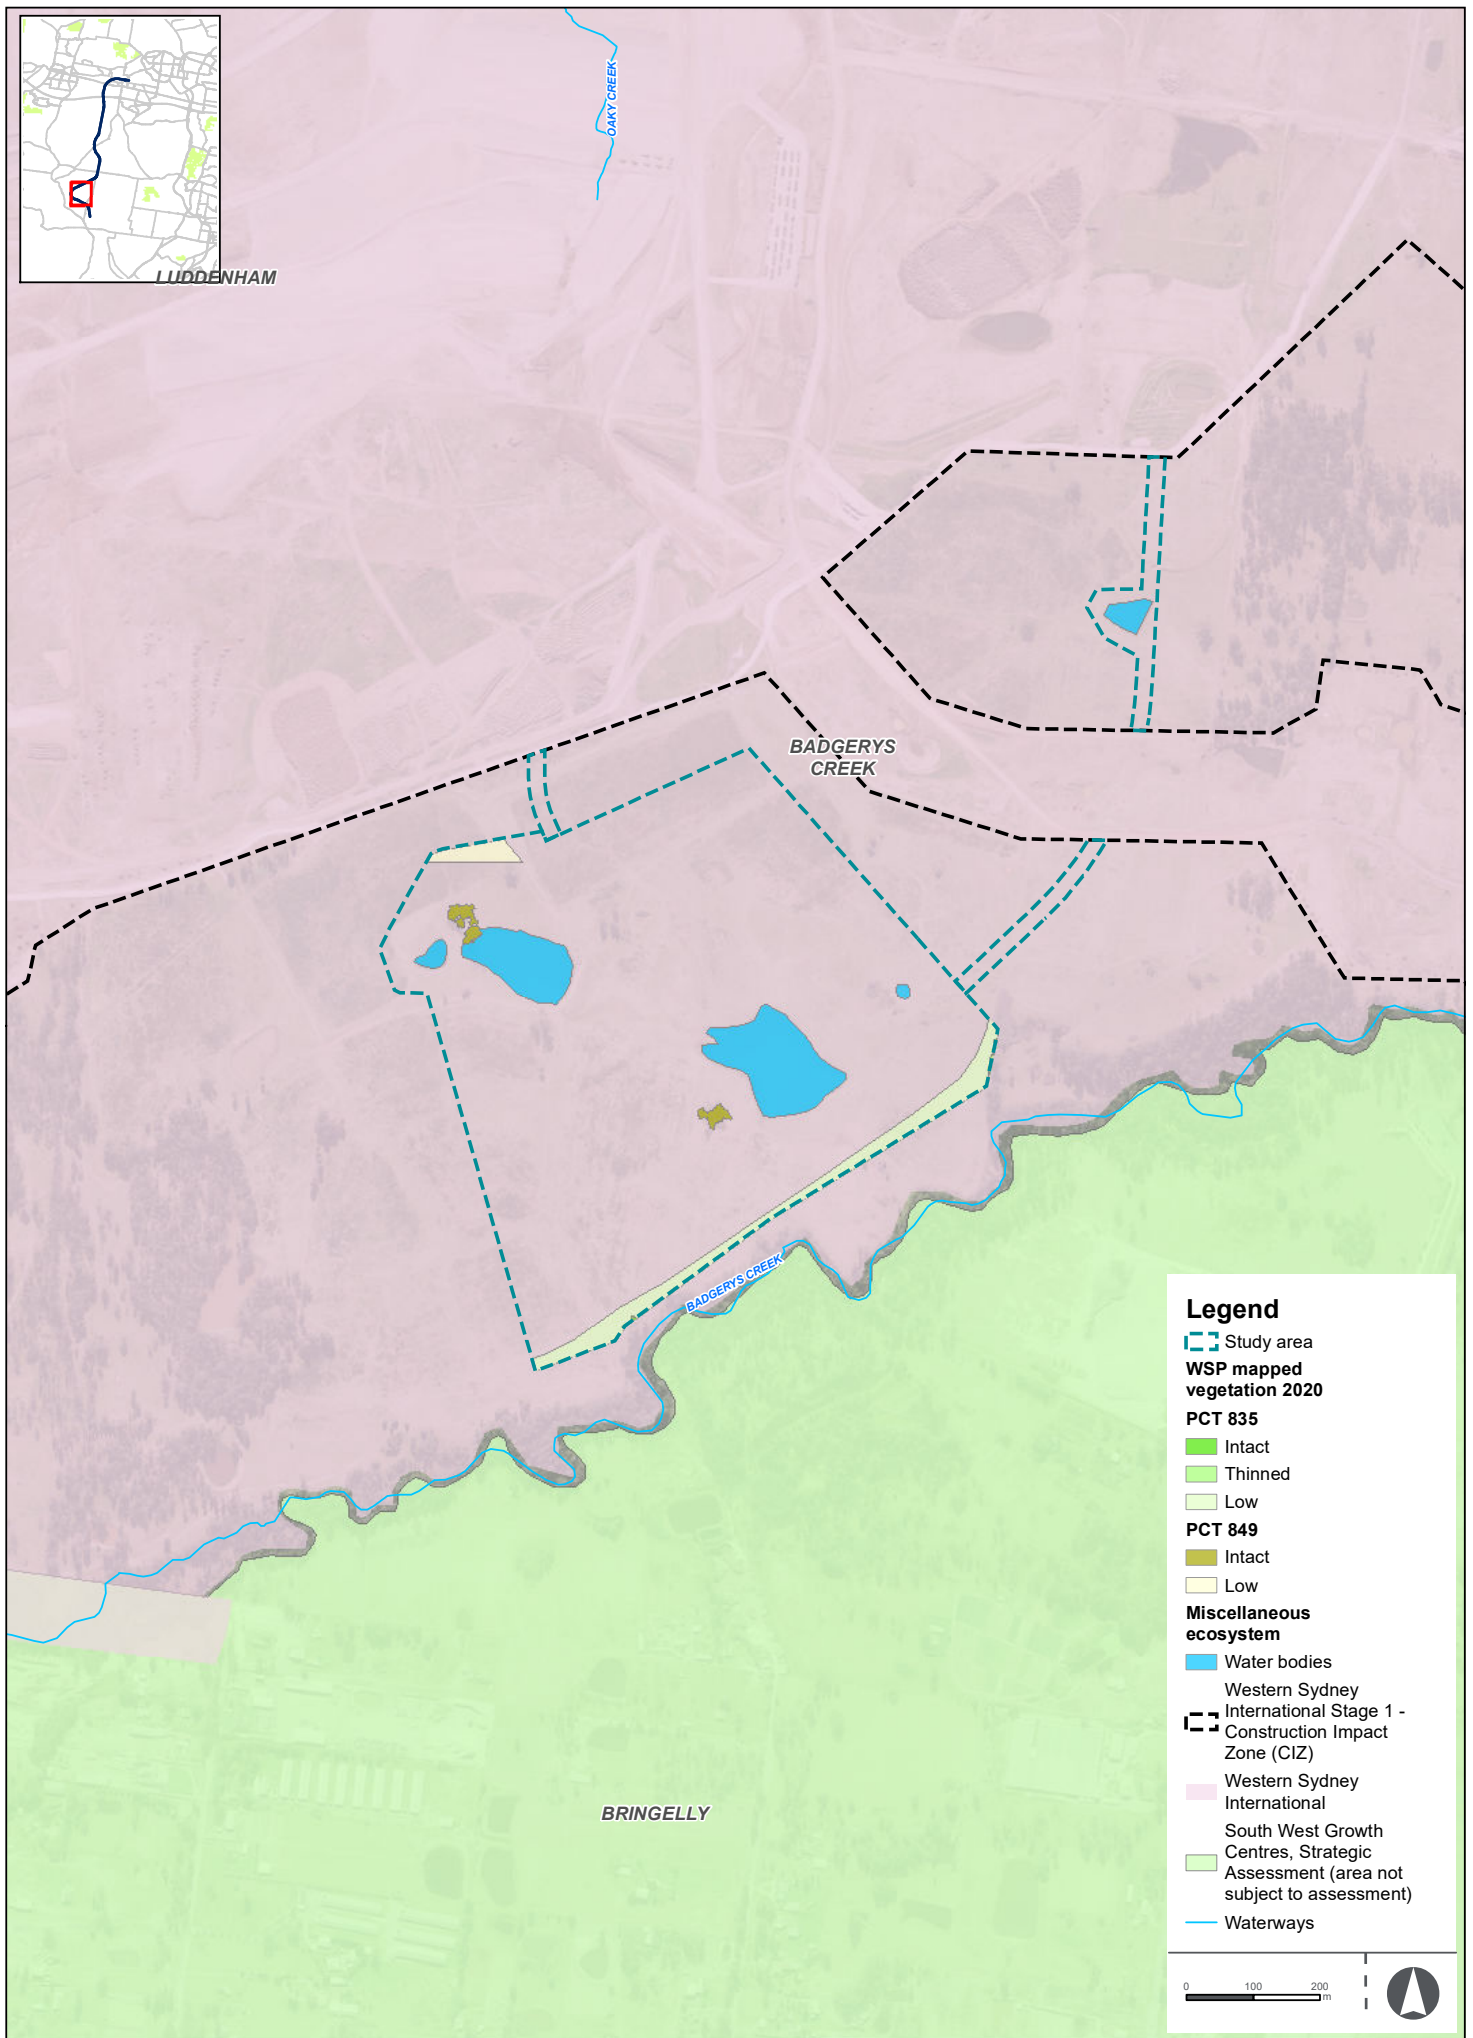 OAKY CREEK
LUDDENHAM
BADGERYS
CREEK
BADGERYS CREEK
BRINGELLY
Legend
Study area
WSP mapped
vegetation 2020
PCT 835
Intact
Thinned
Low
PCT 849
Intact
Low
Miscellaneous
ecosystem
Water bodies
Western Sydney
International Stage 1 -
Construction Impact
Zone (CIZ)
Western Sydney
International
South West Growth
Centres, Strategic
Assessment (area not
subject to assessment)
Waterways
0 100 200
m